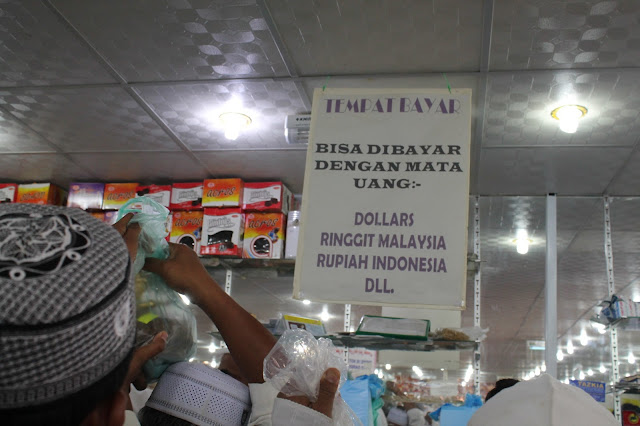 TEMPAT BAYAR
BISA DIBAYAR
DENGAN MATA
UANG:-
DOLLARS
RINGGIT MALAYSIA
RUPIAH INDONESIA
DLL.